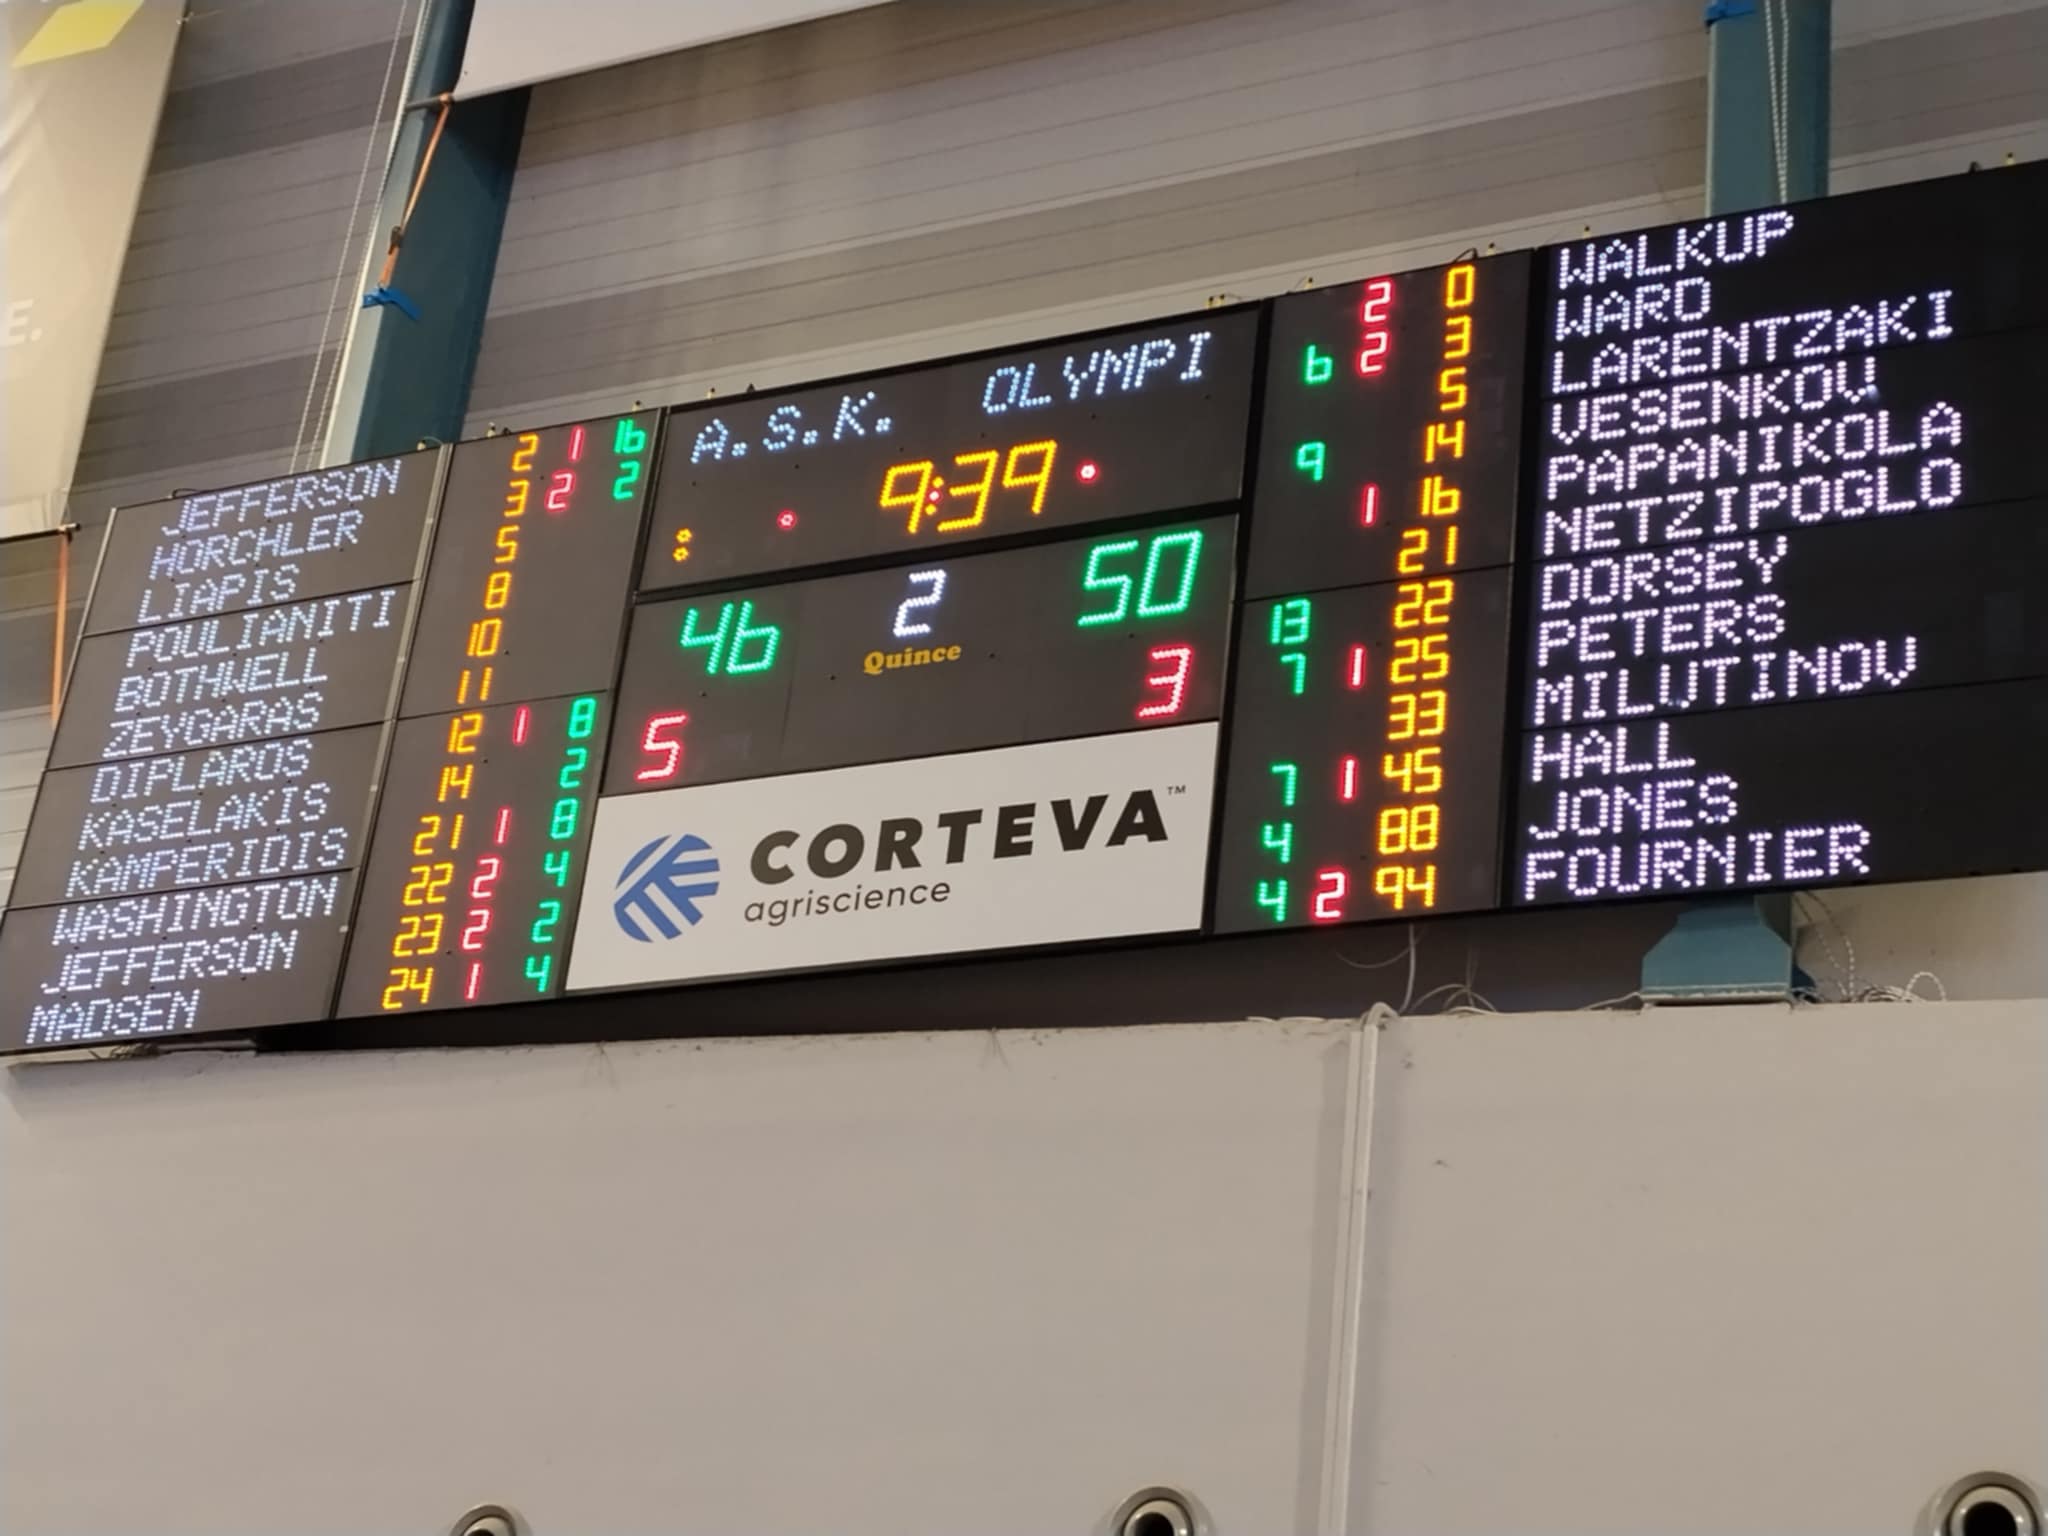 E.
JEFFERSON 2 1 16
HORCHLER 3 2 2
LIAPIS 5
POULIANITI 8
BOTHWELL 10
ZEYGARAS 11
DIPLAROS 12 1 8
KASELAKIS 14 2
KAMPERIDIS 21 1 8
WASHINGTON 22 2 4
JEFFERSON 23 2 2
MADSEN 24 1 4
A.S.K. OLYMPI
9:39
46 2 50
Quince
5 3
CORTEVA™
agriscience
2 0 WALKUP
6 2 3 WARD
5 LARENTZAKI
9 14 VESENKOV
1 16 PAPANIKOLA
21 NETZIPOGLO
13 22 DORSEY
7 1 25 PETERS
33 MILUTINOV
7 1 45 HALL
4 88 JONES
4 2 94 FOURNIER